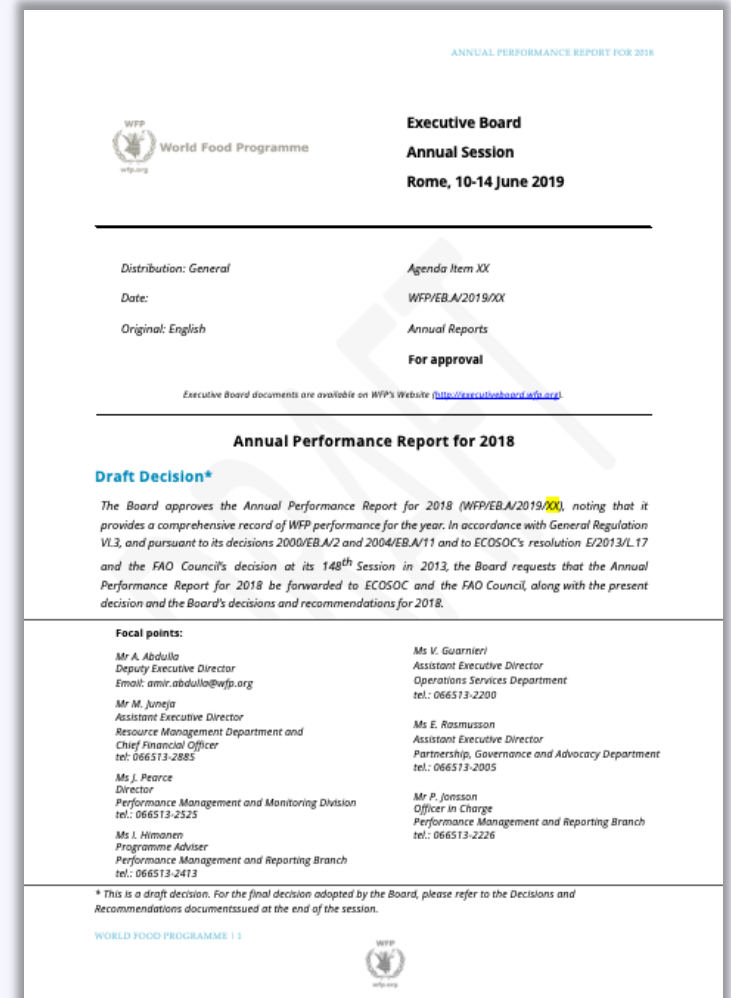 ANNUAL PERFORMANCE REPORT FOR 2018
WFP
World Food Programme
wfp.org
Executive Board
Annual Session
Rome, 10-14 June 2019
Distribution: General
Agenda Item XX
Date:
WFP/EB.A/2019/XX
Original: English
Annual Reports
For approval
Executive Board documents are available on WFP's Website (http://executiveboard.wfp.org).
DRAFT
Annual Performance Report for 2018
Draft Decision*
The Board approves the Annual Performance Report for 2018 (WFP/EB.A/2019/XX), noting that it
provides a comprehensive record of WFP performance for the year. In accordance with General Regulation
VI.3, and pursuant to its decisions 2000/EB.A/2 and 2004/EB.A/11 and to ECOSOC's resolution E/2013/L.17
and the FAO Council's decision at its 148th Session in 2013, the Board requests that the Annual
Performance Report for 2018 be forwarded to ECOSOC and the FAO Council, along with the present
decision and the Board's decisions and recommendations for 2018.
Focal points:
Mr A. Abdulla
Deputy Executive Director
Email: amir.abdulla@wfp.org
Mr M. Juneja
Assistant Executive Director
Resource Management Department and
Chief Financial Officer
tel: 066513-2885
Ms J. Pearce
Director
Performance Management and Monitoring Division
tel.: 066513-2525
Ms I. Himanen
Programme Adviser
Performance Management and Reporting Branch
tel.: 066513-2413
Ms V. Guarnieri
Assistant Executive Director
Operations Services Department
tel.: 066513-2200
Ms E. Rasmusson
Assistant Executive Director
Partnership, Governance and Advocacy Department
tel.: 066513-2005
Mr P. Jonsson
Officer in Charge
Performance Management and Reporting Branch
tel.: 066513-2226
* This is a draft decision. For the final decision adopted by the Board, please refer to the Decisions and
Recommendations documentssued at the end of the session.
WORLD FOOD PROGRAMME | 1
WFP
wfp.org